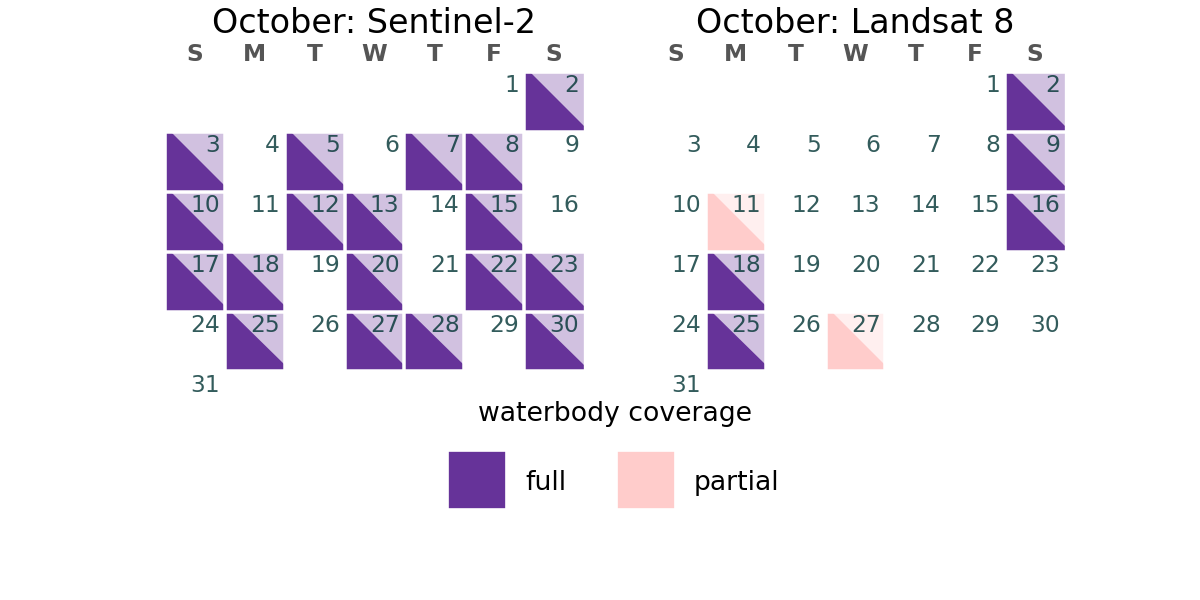 October: Sentinel-2
S M T W T F S
1 2
3 4 5 6 7 8 9
10 11 12 13 14 15 16
17 18 19 20 21 22 23
24 25 26 27 28 29 30
31
October: Landsat 8
S M T W T F S
1 2
3 4 5 6 7 8 9
10 11 12 13 14 15 16
17 18 19 20 21 22 23
24 25 26 27 28 29 30
31
waterbody coverage
full partial